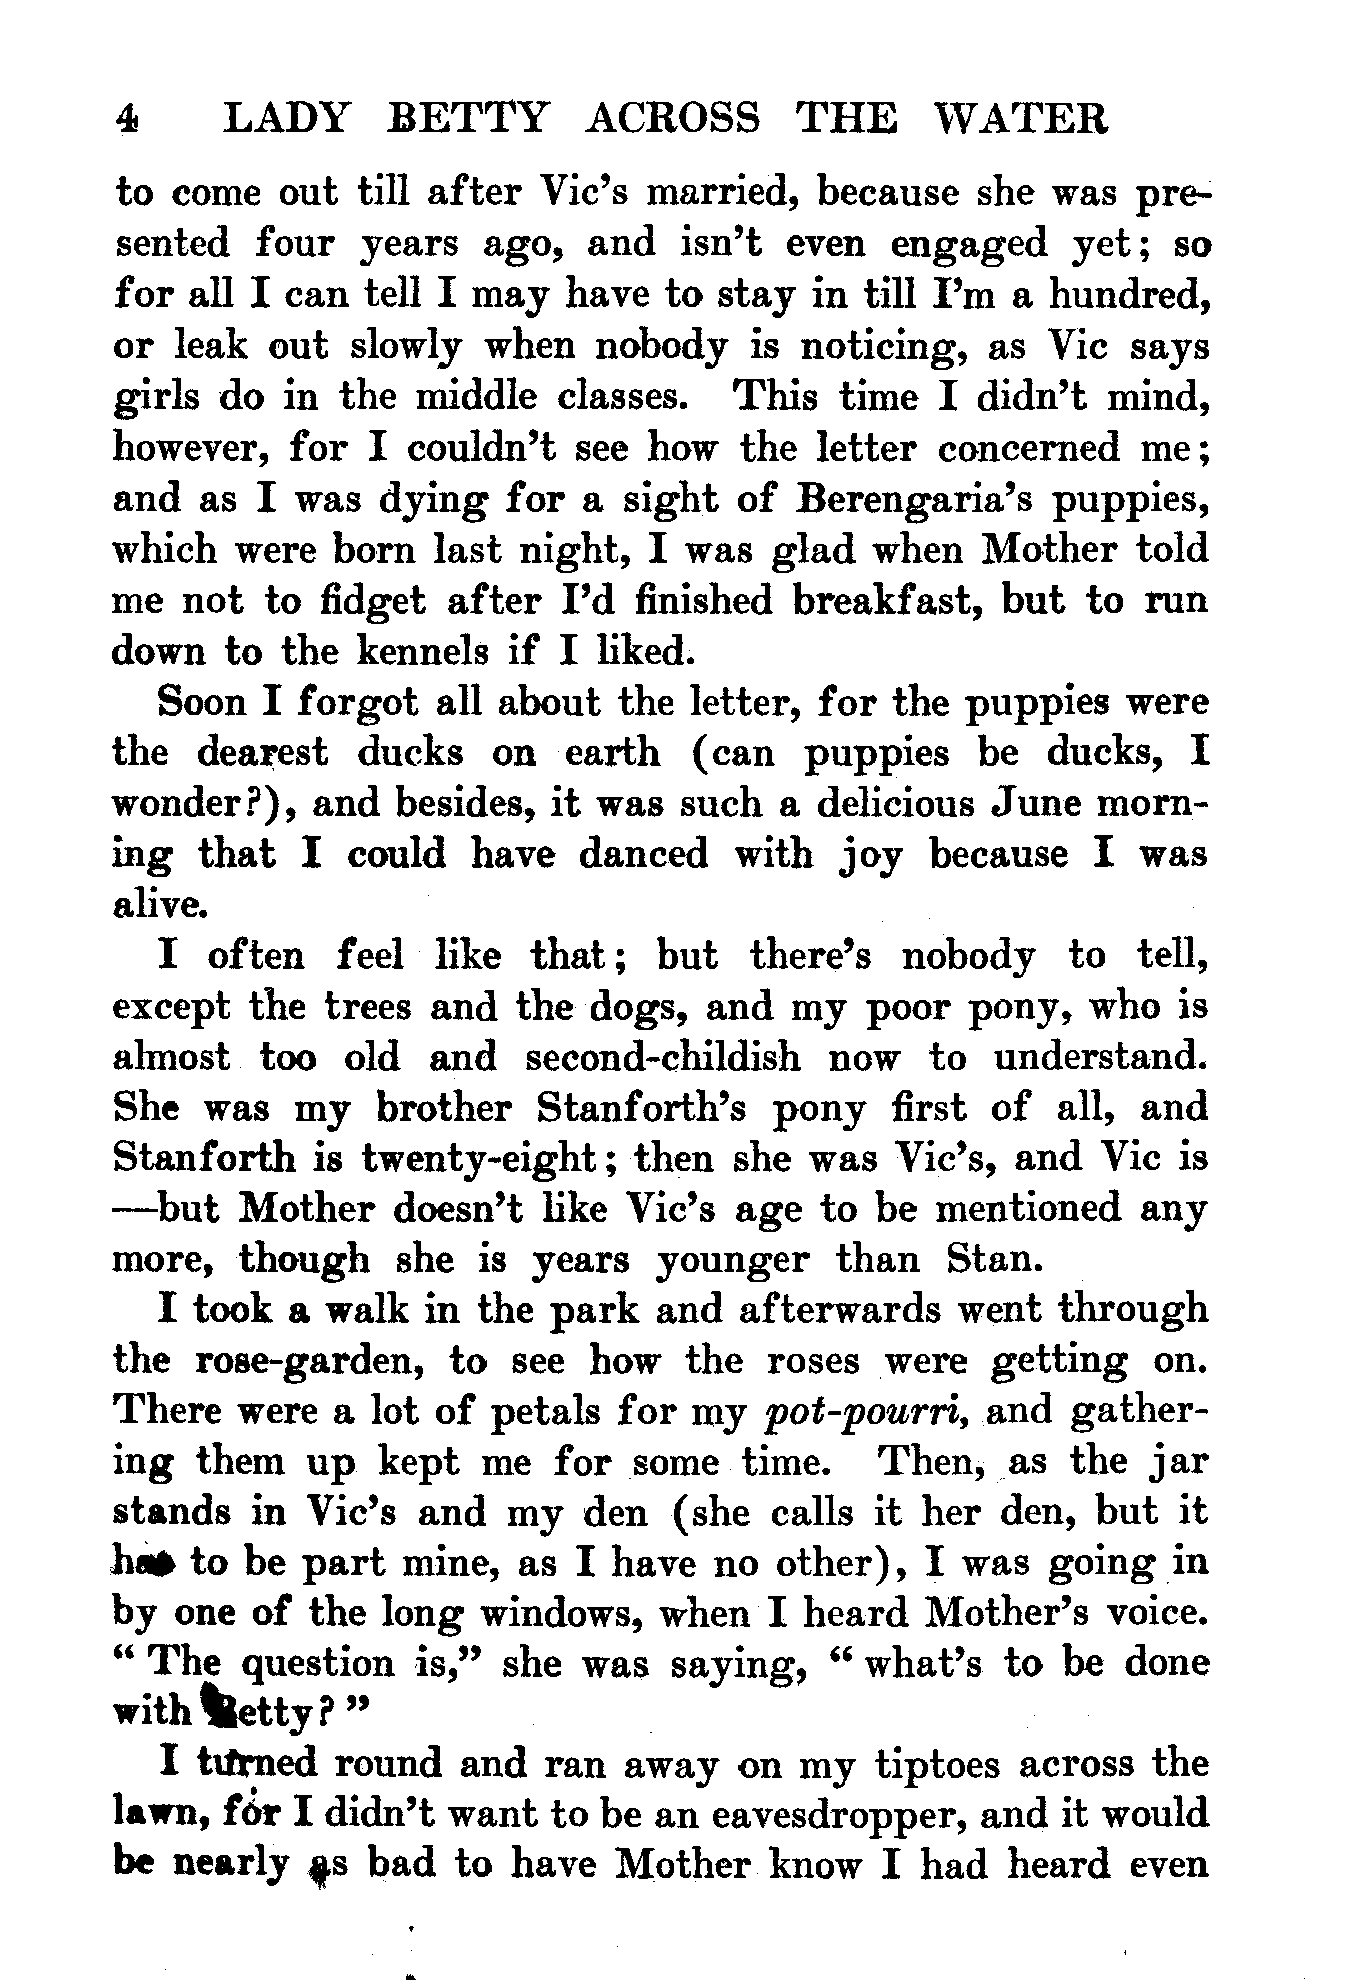 4 LADY BETTY ACROSS THE WATER
to come out till after Vic's married, because she was pre-
sented four years ago, and isn't even engaged yet; so
for all I can tell I may have to stay in till I'm a hundred,
or leak out slowly when nobody is noticing, as Vic says
girls do in the middle classes. This time I didn't mind,
however, for I couldn't see how the letter concerned me;
and as I was dying for a sight of Berengaria's puppies,
which were born last night, I was glad when Mother told
me not to fidget after I'd finished breakfast, but to run
down to the kennels if I liked.
Soon I forgot all about the letter, for the puppies were
the dearest ducks on earth (can puppies be ducks, I
wonder?), and besides, it was such a delicious June morn-
ing that I could have danced with joy because I was
alive.
I often feel like that; but there's nobody to tell,
except the trees and the dogs, and my poor pony, who is
almost too old and second-childish now to understand.
She was my brother Stanforth's pony first of all, and
Stanforth is twenty-eight; then she was Vic's, and Vic is
—but Mother doesn't like Vic's age to be mentioned any
more, though she is years younger than Stan.
I took a walk in the park and afterwards went through
the rose-garden, to see how the roses were getting on.
There were a lot of petals for my pot-pourri, and gather-
ing them up kept me for some time. Then, as the jar
stands in Vic's and my den (she calls it her den, but it
has to be part mine, as I have no other), I was going in
by one of the long windows, when I heard Mother's voice.
“ The question is,” she was saying, “ what's to be done
with Betty? ”
I turned round and ran away on my tiptoes across the
lawn, for I didn't want to be an eavesdropper, and it would
be nearly as bad to have Mother know I had heard even